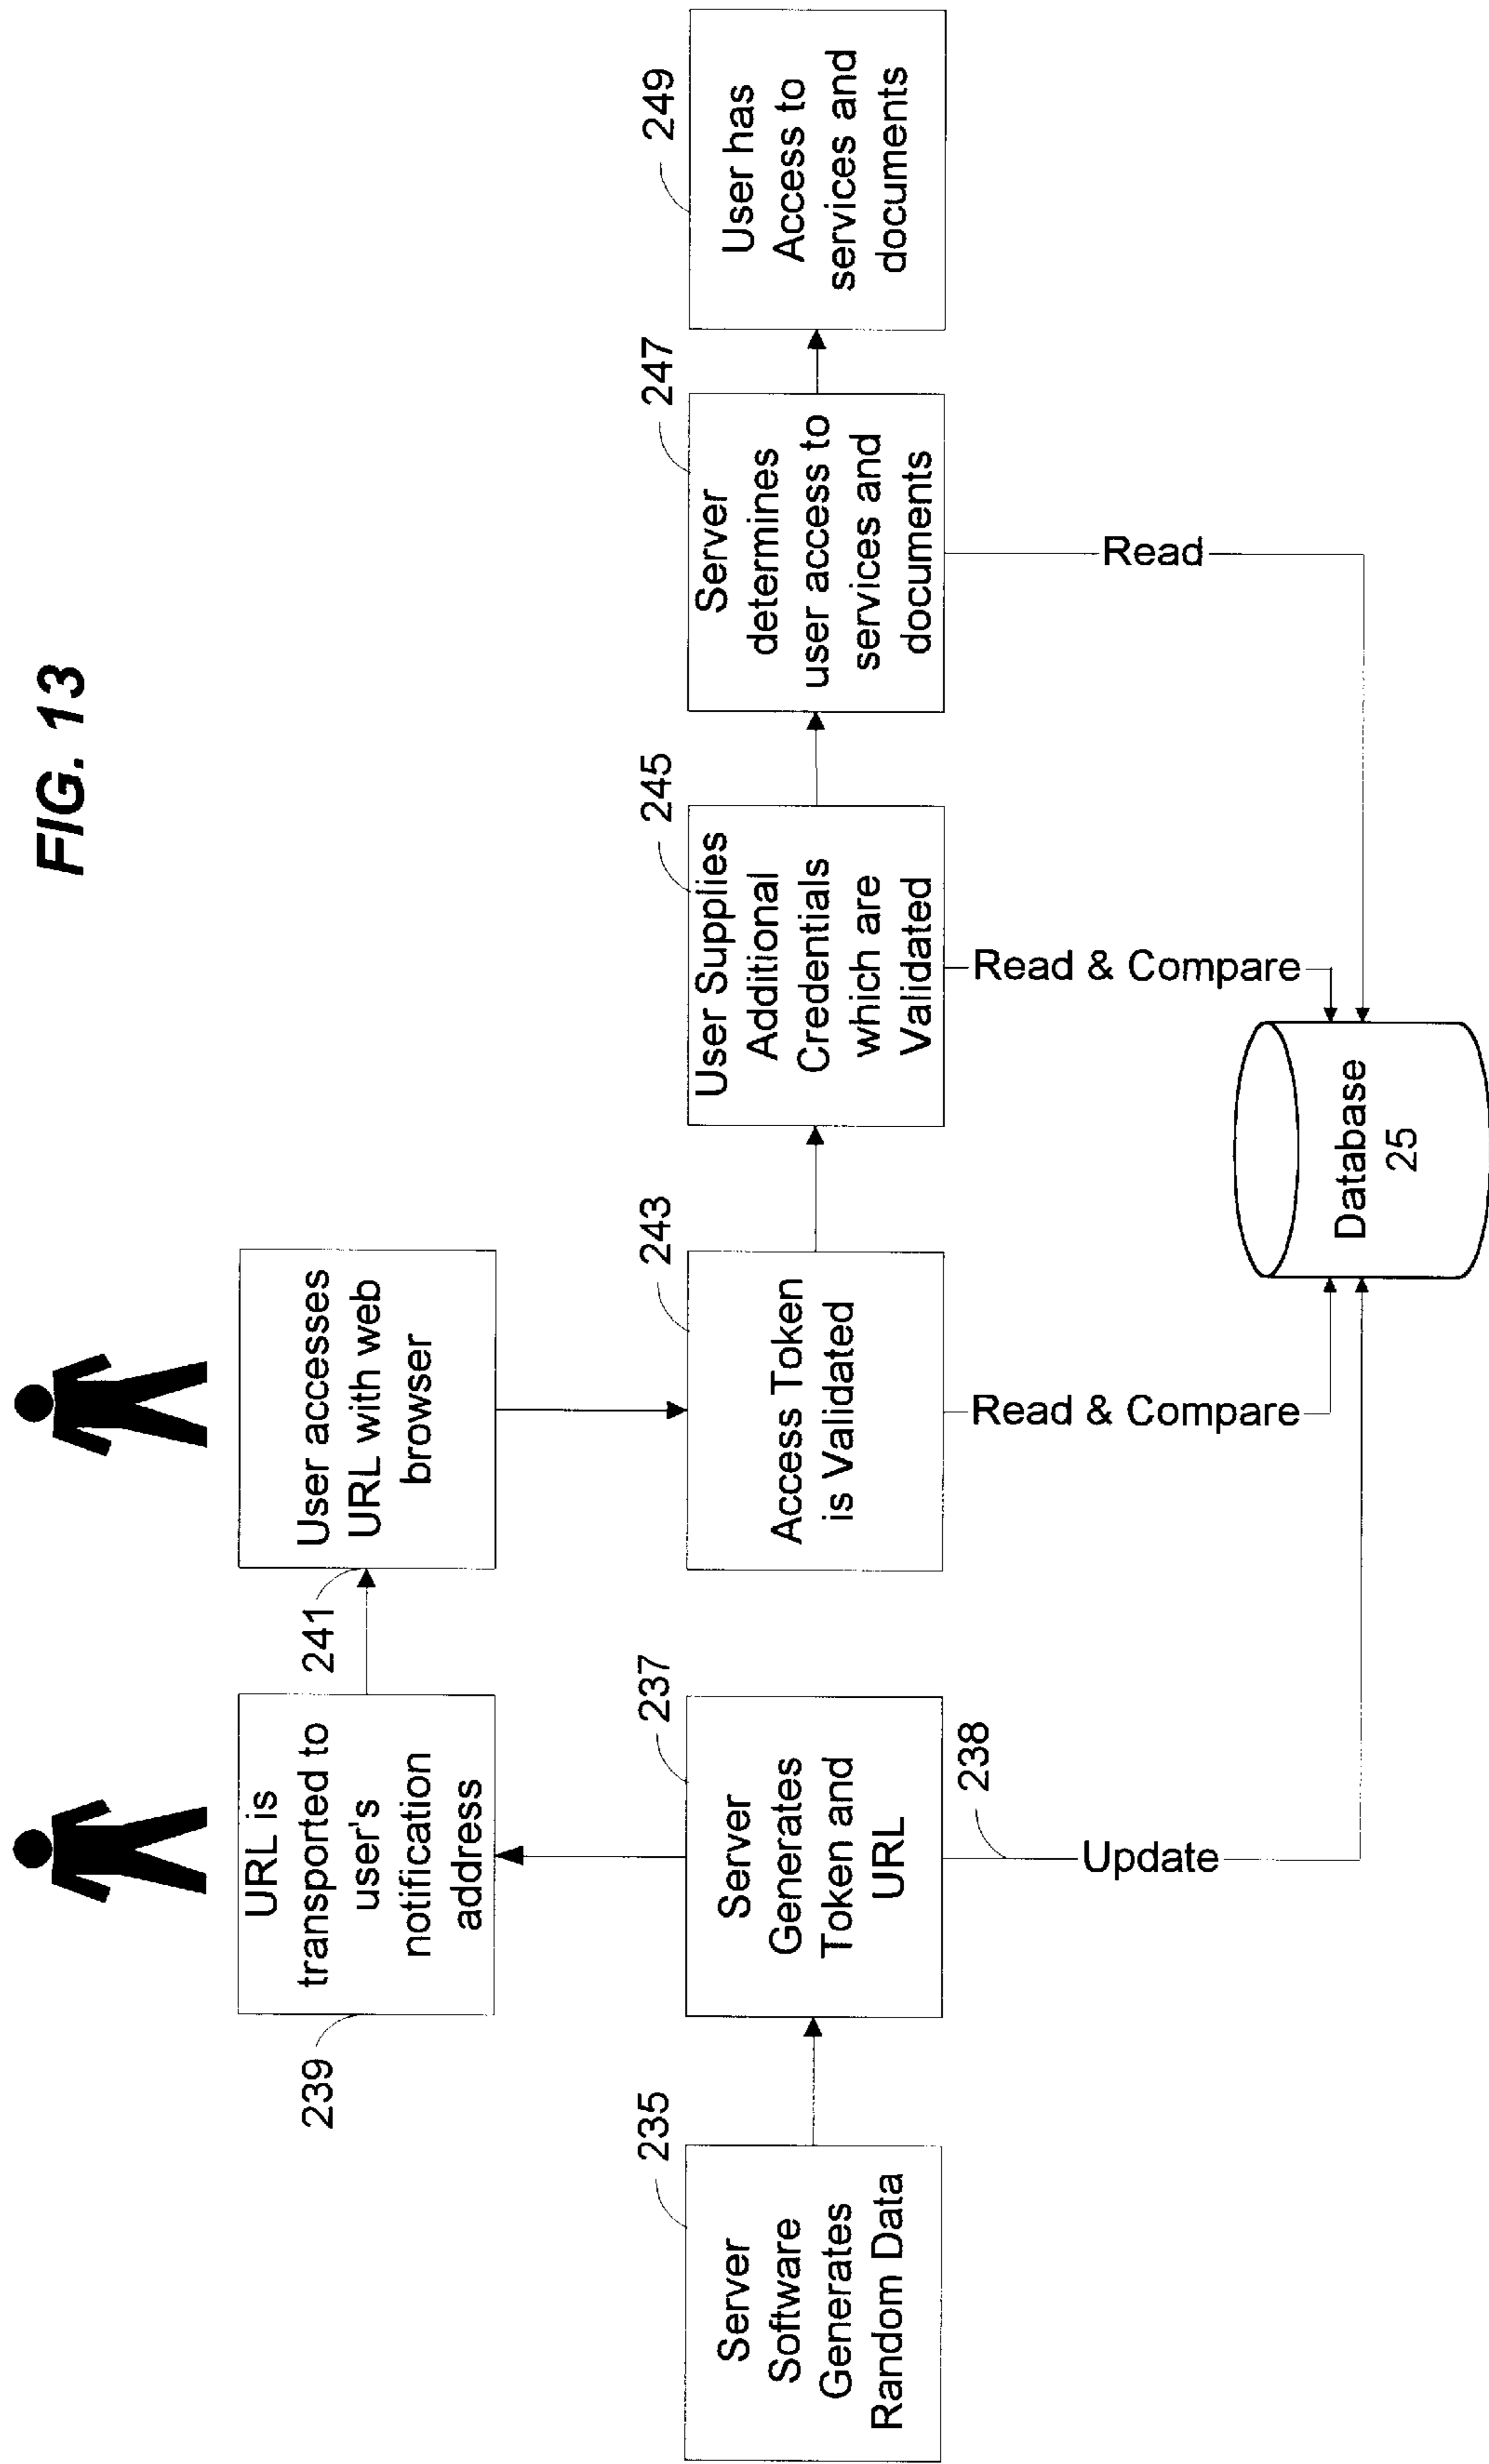 FIG. 13
URL is
transported to
user's
notification
address
239
User accesses
URL with web
browser
241
Server
Software
Generates
Random Data
235
Server
Generates
Token and
URL
237
238
Update
Access Token
is Validated
243
Read & Compare
User Supplies
Additional
Credentials
which are
Validated
245
Read & Compare
Server
determines
user access to
services and
documents
247
Read
User has
Access to
services and
documents
249
Database
25